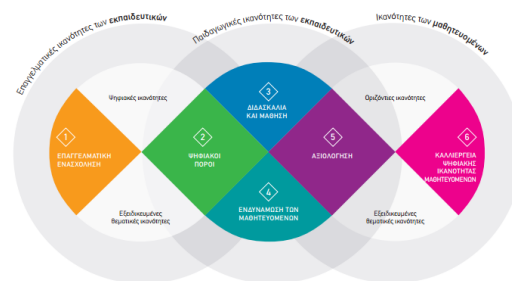 Επαγγελματικές ικανότητες των εκπαιδευτικών
Παιδαγωγικές ικανότητες των εκπαιδευτικών
Ικανότητες των μαθητευομένων
Ψηφιακές ικανότητες
Οριζόντιες ικανότητες
3
ΔΙΔΑΣΚΑΛΙΑ
ΚΑΙ ΜΑΘΗΣΗ
1
ΕΠΑΓΓΕΛΜΑΤΙΚΗ
ΕΝΑΣΧΟΛΗΣΗ
2
ΨΗΦΙΑΚΟΙ
ΠΟΡΟΙ
5
ΑΞΙΟΛΟΓΗΣΗ
6
ΚΑΛΛΙΕΡΓΕΙΑ
ΨΗΦΙΑΚΗΣ
ΙΚΑΝΟΤΗΤΑΣ
ΜΑΘΗΤΕΥΟΜΕΝΩΝ
4
ΕΝΔΥΝΑΜΩΣΗ ΤΩΝ
ΜΑΘΗΤΕΥΟΜΕΝΩΝ
Εξειδικευμένες
θεματικές ικανότητες
Εξειδικευμένες
θεματικές ικανότητες